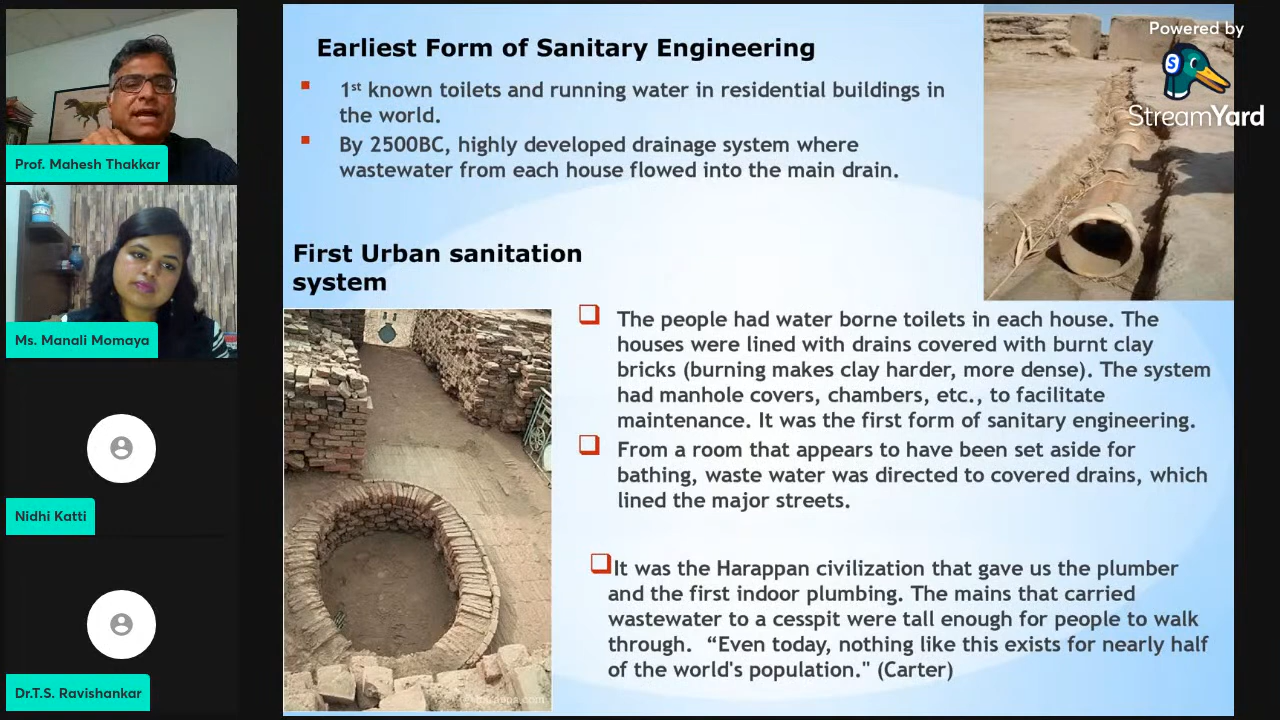 Prof. Mahesh Thakkar
Ms. Manali Momaya
Nidhi Katti
Dr.T.S. Ravishankar
Powered by
S
StreamYard
Earliest Form of Sanitary Engineering
1st known toilets and running water in residential buildings in
the world.
By 2500BC, highly developed drainage system where
wastewater from each house flowed into the main drain.
First Urban sanitation
system
The people had water borne toilets in each house. The
houses were lined with drains covered with burnt clay
bricks (burning makes clay harder, more dense). The system
had manhole covers, chambers, etc., to facilitate
maintenance. It was the first form of sanitary engineering.
From a room that appears to have been set aside for
bathing, waste water was directed to covered drains, which
lined the major streets.
It was the Harappan civilization that gave us the plumber
and the first indoor plumbing. The mains that carried
wastewater to a cesspit were tall enough for people to walk
through. “Even today, nothing like this exists for nearly half
of the world's population." (Carter)